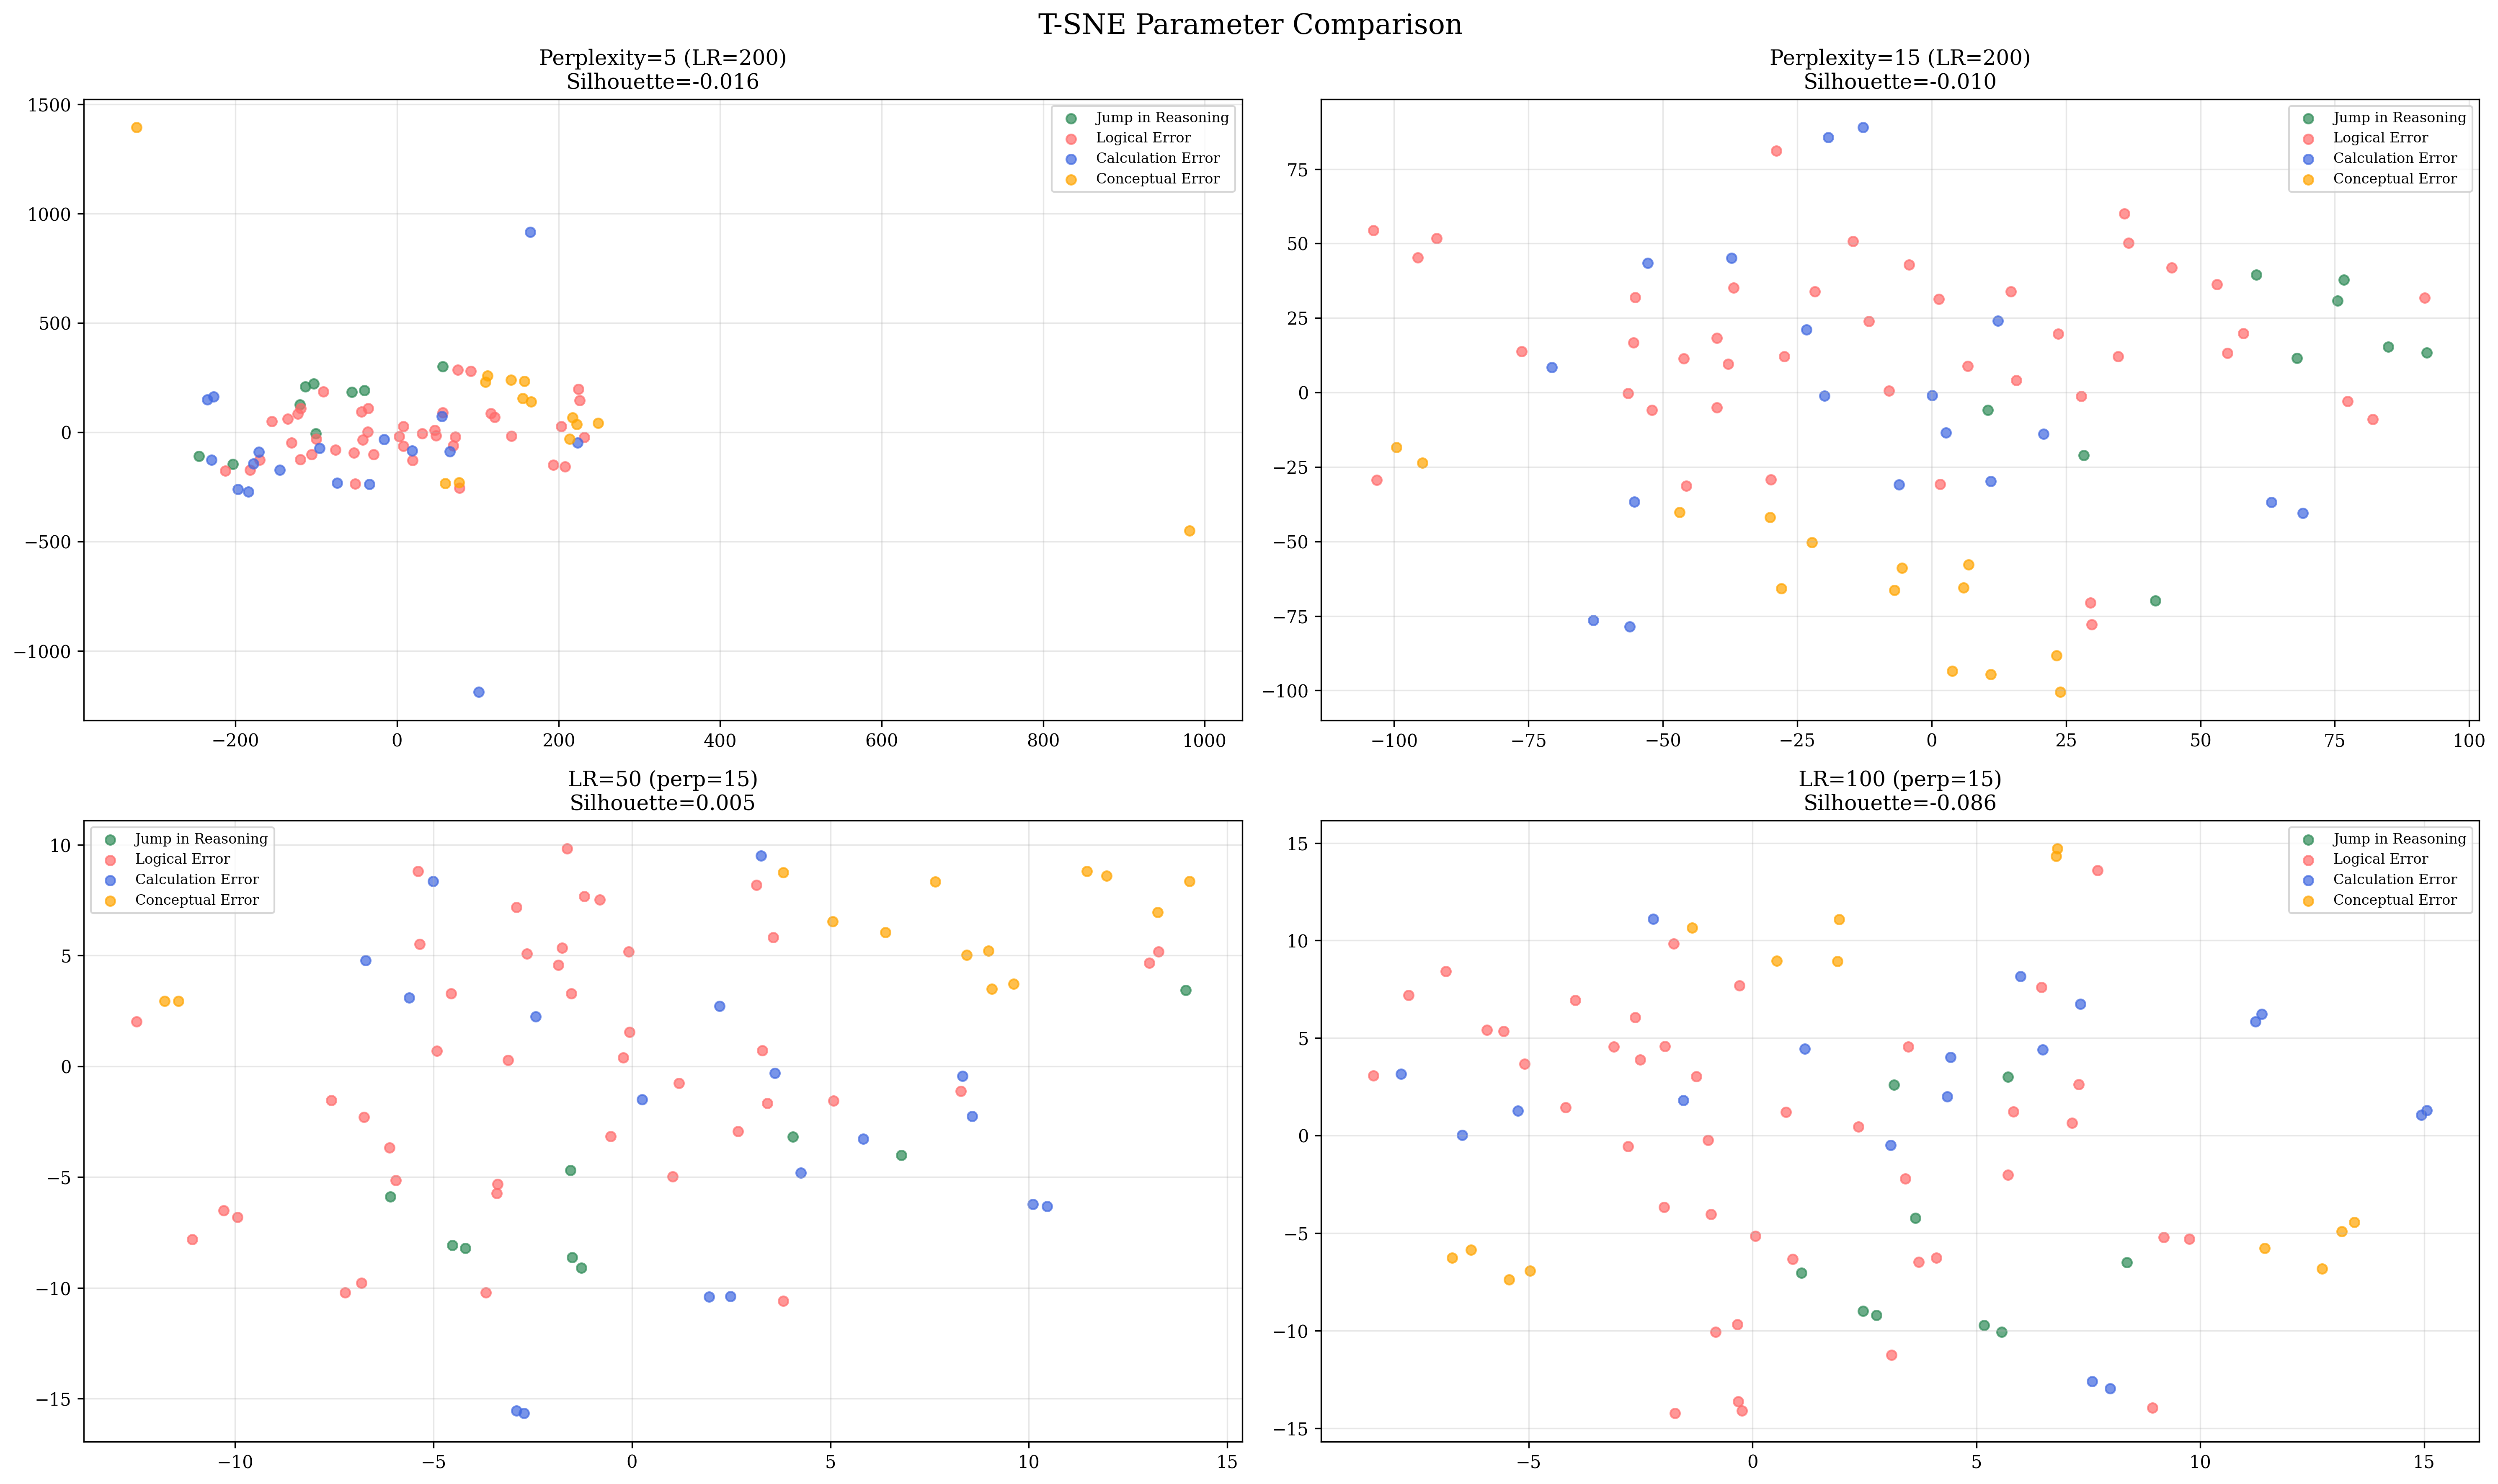 T-SNE Parameter Comparison
Perplexity=5 (LR=200)
Silhouette=-0.016
1500
1000
500
0
−500
−1000
−200
0
200
400
600
800
1000
Jump in Reasoning
Logical Error
Calculation Error
Conceptual Error
Perplexity=15 (LR=200)
Silhouette=-0.010
75
50
25
0
−25
−50
−75
−100
−100
−75
−50
−25
0
25
50
75
100
Jump in Reasoning
Logical Error
Calculation Error
Conceptual Error
LR=50 (perp=15)
Silhouette=0.005
10
5
0
−5
−10
−15
−10
−5
0
5
10
15
Jump in Reasoning
Logical Error
Calculation Error
Conceptual Error
LR=100 (perp=15)
Silhouette=-0.086
15
10
5
0
−5
−10
−15
−5
0
5
10
15
Jump in Reasoning
Logical Error
Calculation Error
Conceptual Error